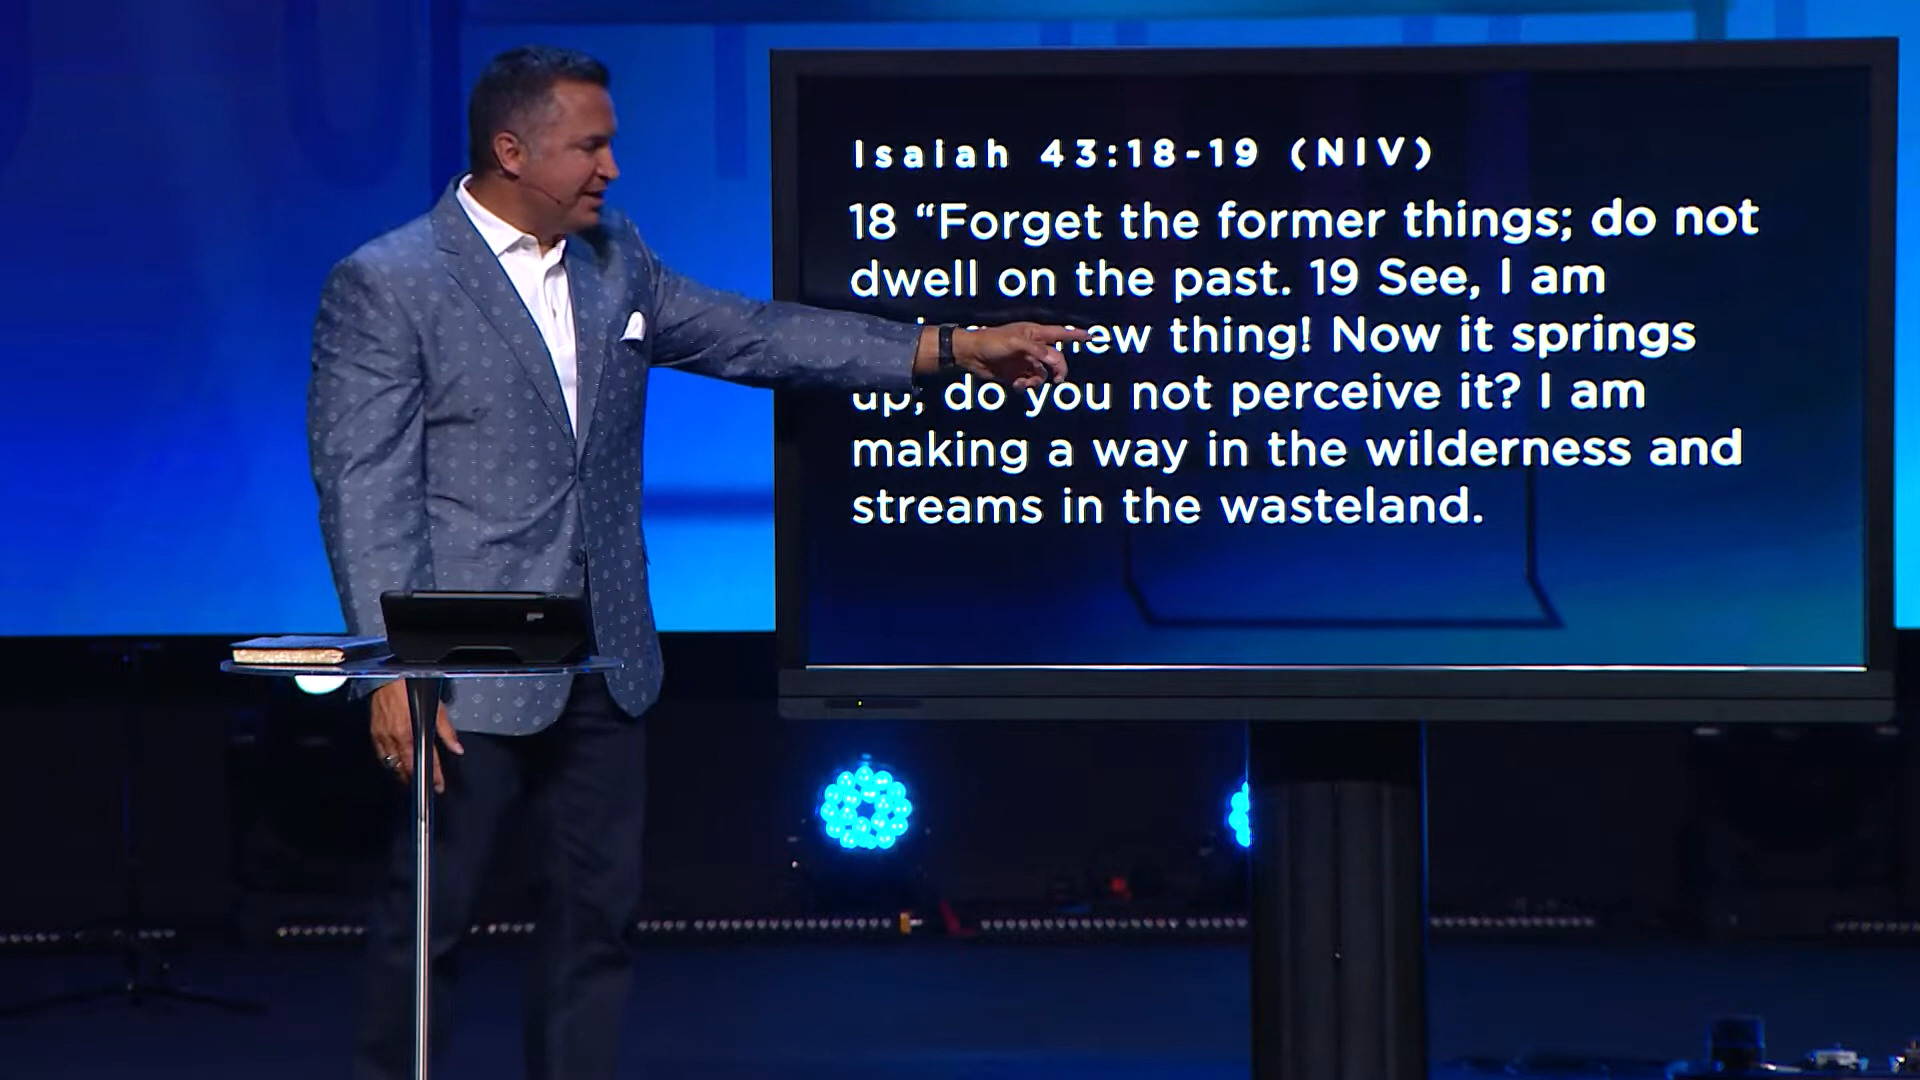 Isaiah 43:18-19 (NIV)
18 “Forget the former things; do not
dwell on the past. 19 See, I am
new thing! Now it springs
up, do you not perceive it? I am
making a way in the wilderness and
streams in the wasteland.